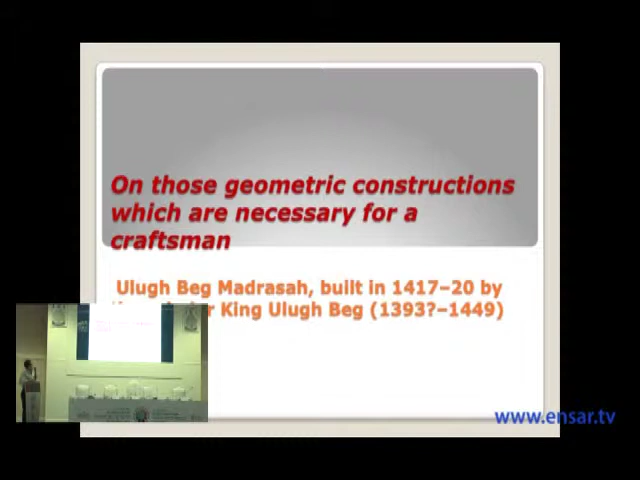 On those geometric constructions
which are necessary for a
craftsman
Ulugh Beg Madrasah, built in 1417–20 by
King Ulugh Beg (1393?–1449)
www.ensar.tv